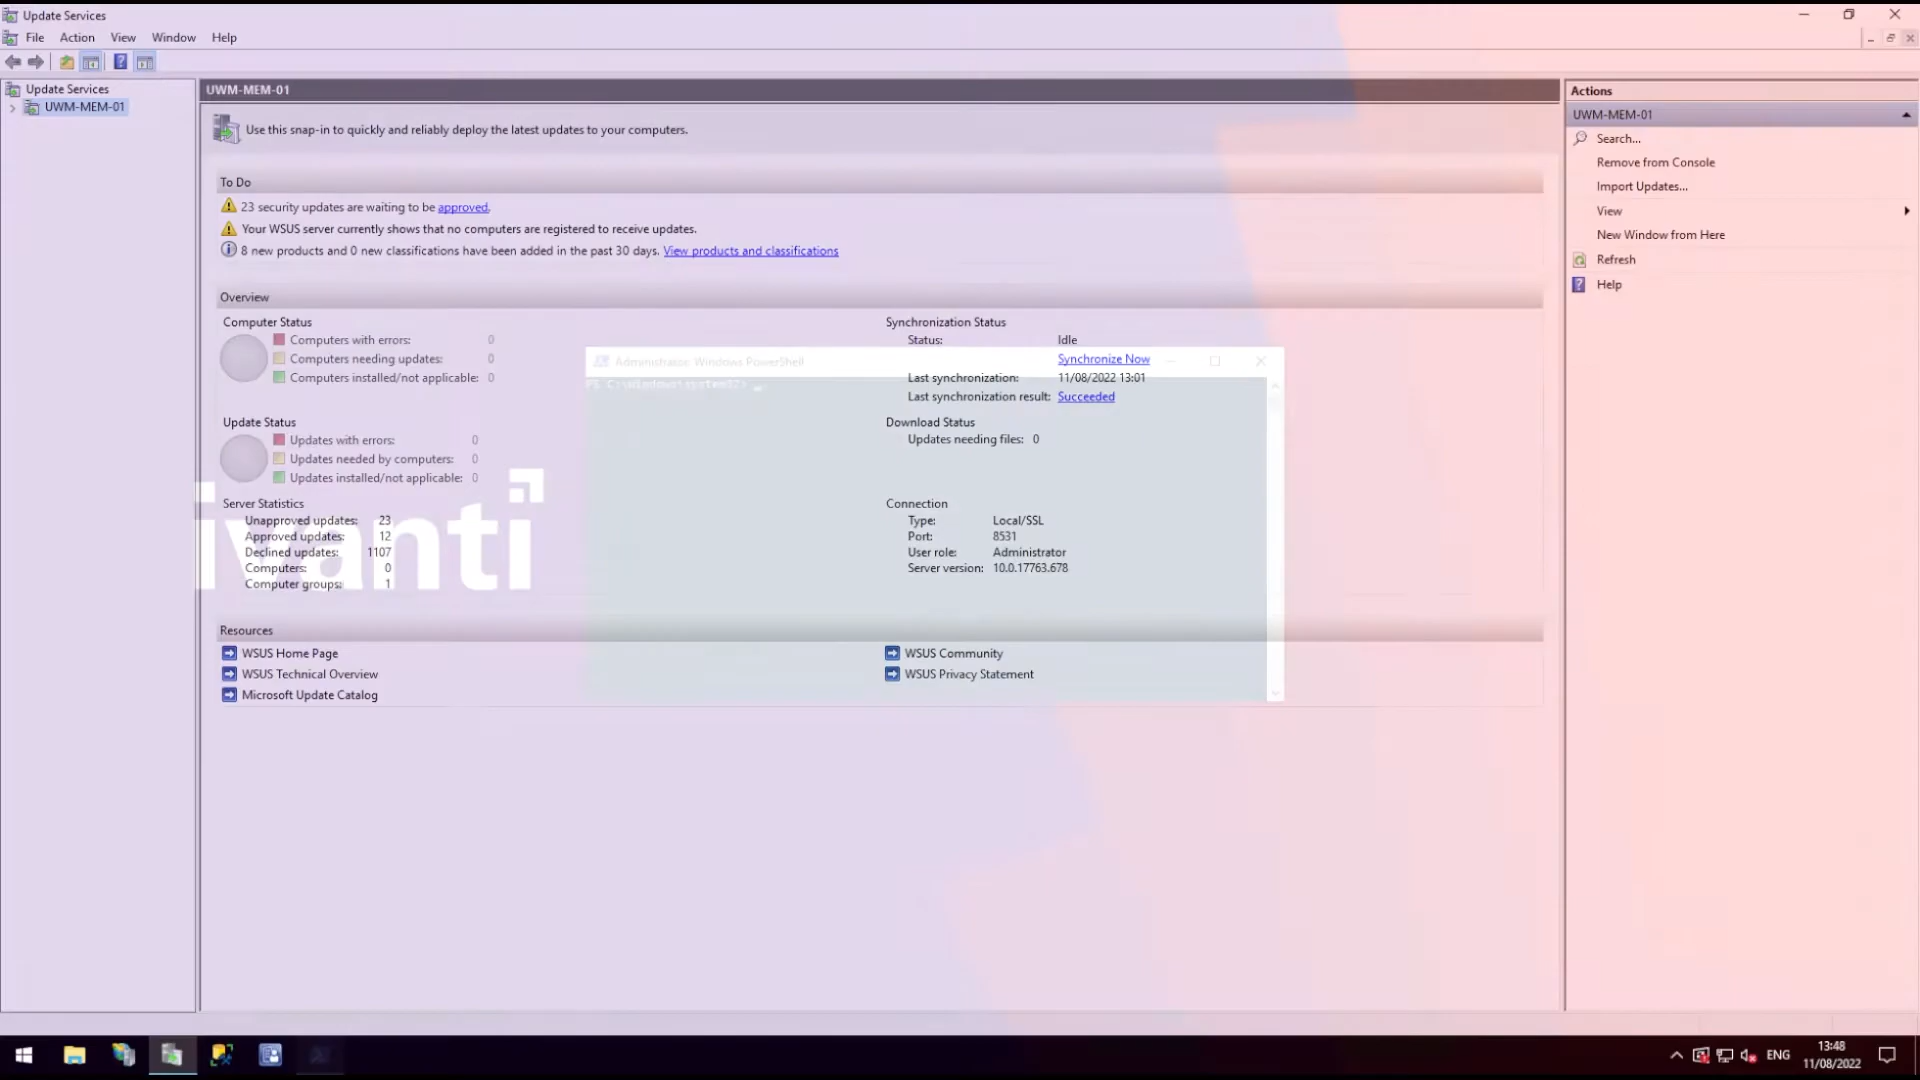 Update Services
File Action View Window Help
Update Services
UWM-MEM-01
UWM-MEM-01
Use this snap-in to quickly and reliably deploy the latest updates to your computers.
To Do
23 security updates are waiting to be approved.
Your WSUS server currently shows that no computers are registered to receive updates.
8 new products and 0 new classifications have been added in the past 30 days. View products and classifications
Overview
Computer Status
Computers with errors: 0
Computers needing updates: 0
Computers installed/not applicable: 0
Update Status
Updates with errors: 0
Updates needed by computers: 0
Updates installed/not applicable: 0
Server Statistics
Unapproved updates: 23
Approved updates: 12
Declined updates: 1107
Computers: 0
Computer groups: 1
ivanti
Synchronization Status
Status: Idle
Synchronize Now
Last synchronization: 11/08/2022 13:01
Last synchronization result: Succeeded
Download Status
Updates needing files: 0
Connection
Type: Local/SSL
Port: 8531
User role: Administrator
Server version: 10.0.17763.678
Administrator: Windows PowerShell
PS C:\Windows\system32> _
Resources
WSUS Home Page
WSUS Technical Overview
Microsoft Update Catalog
WSUS Community
WSUS Privacy Statement
Actions
UWM-MEM-01
Search...
Remove from Console
Import Updates...
View
New Window from Here
Refresh
Help
ENG
13:48
11/08/2022